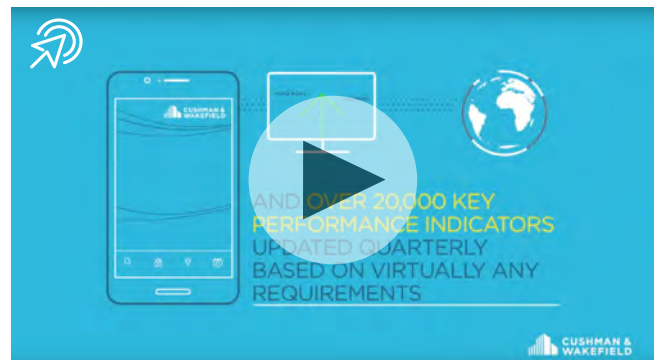 CUSHMAN &
WAKEFIELD
AND OVER 20,000 KEY
PERFORMANCE INDICATORS
UPDATED QUARTERLY
BASED ON VIRTUALLY ANY
REQUIREMENTS
CUSHMAN &
WAKEFIELD